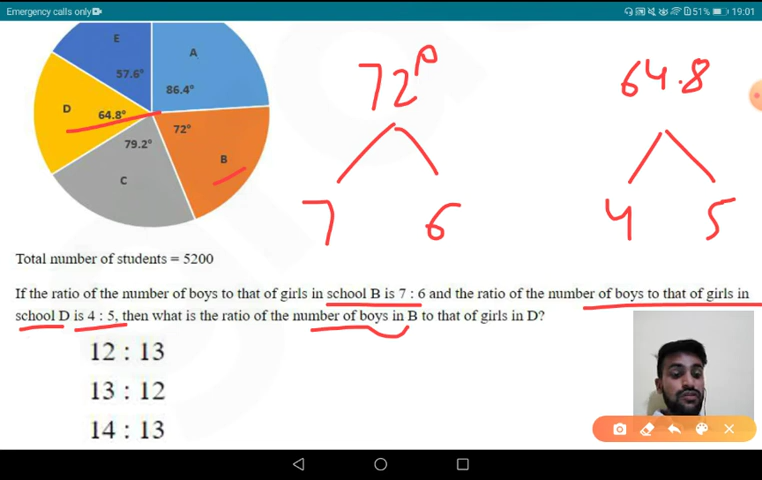 Emergency calls only
51% 19:01
E
A
57.6°
86.4°
D
64.8°
72°
B
79.2°
C
72°
64.8
7 6
4 5
Total number of students = 5200
If the ratio of the number of boys to that of girls in school B is 7 : 6 and the ratio of the number of boys to that of girls in
school D is 4 : 5, then what is the ratio of the number of boys in B to that of girls in D?
12 : 13
13 : 12
14 : 13